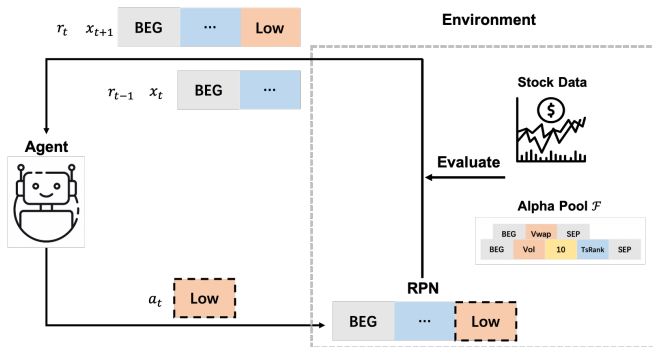 Environment
r_t x_{t+1} BEG ··· Low
r_{t−1} x_t BEG ···
Stock Data
$
Agent
Evaluate
Alpha Pool ℱ
BEG Vwap SEP
BEG Vol 10 TsRank SEP
RPN
a_t Low
BEG ··· Low